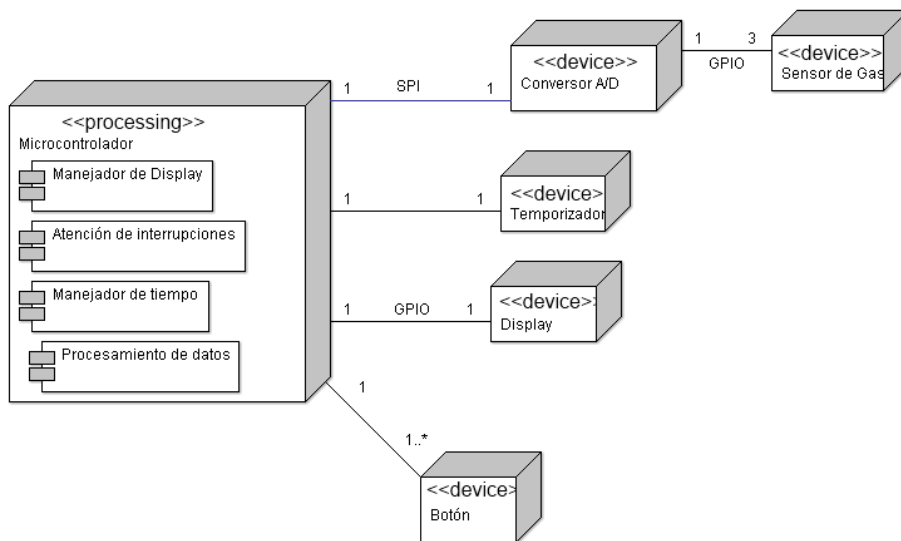 <<processing>>
Microcontrolador
Manejador de Display
Atención de interrupciones
Manejador de tiempo
Procesamiento de datos
1 SPI 1
<<device>>
Conversor A/D
1 3
GPIO
<<device>>
Sensor de Gas
1 1
<<device>
Temporizador
1 GPIO 1
<<device>>
Display
1
1..*
<<device>
Botón